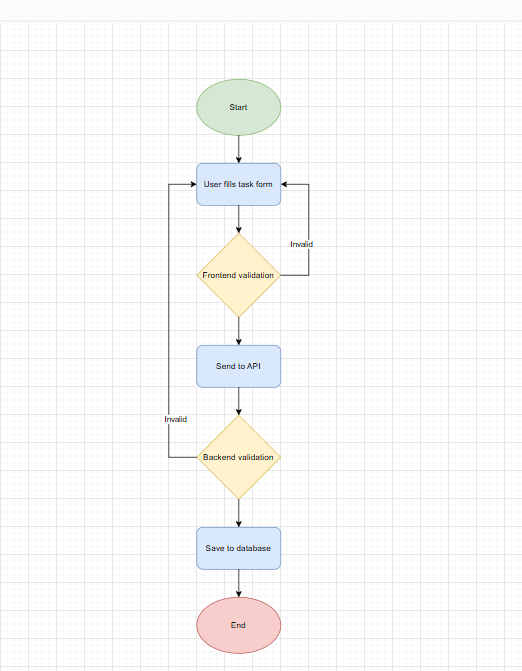 Start
User fills task form
Invalid
Frontend validation
Send to API
Invalid
Backend validation
Save to database
End